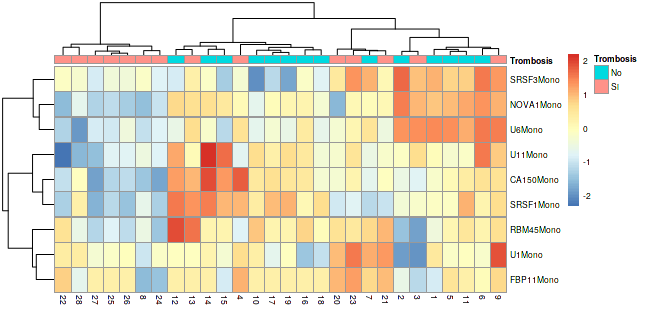 Trombosis
SRSF3Mono
NOVA1Mono
U6Mono
U11Mono
CA150Mono
SRSF1Mono
RBM45Mono
U1Mono
FBP11Mono
22 28 27 25 26 8 24 12 13 14 15 4 10 17 19 16 18 20 23 7 21 2 3 1 5 11 6 9
2
1
0
-1
-2
Trombosis
No
SI